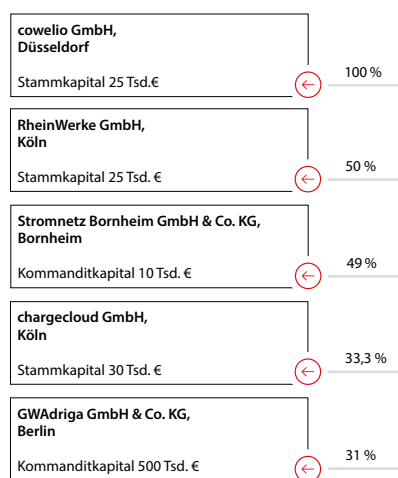 cowelio GmbH,
Düsseldorf
Stammkapital 25 Tsd.€
100 %
RheinWerke GmbH,
Köln
Stammkapital 25 Tsd. €
50 %
Stromnetz Bornheim GmbH & Co. KG,
Bornheim
Kommanditkapital 10 Tsd. €
49 %
chargecloud GmbH,
Köln
Stammkapital 30 Tsd. €
33,3 %
GWAdriga GmbH & Co. KG,
Berlin
Kommanditkapital 500 Tsd. €
31 %